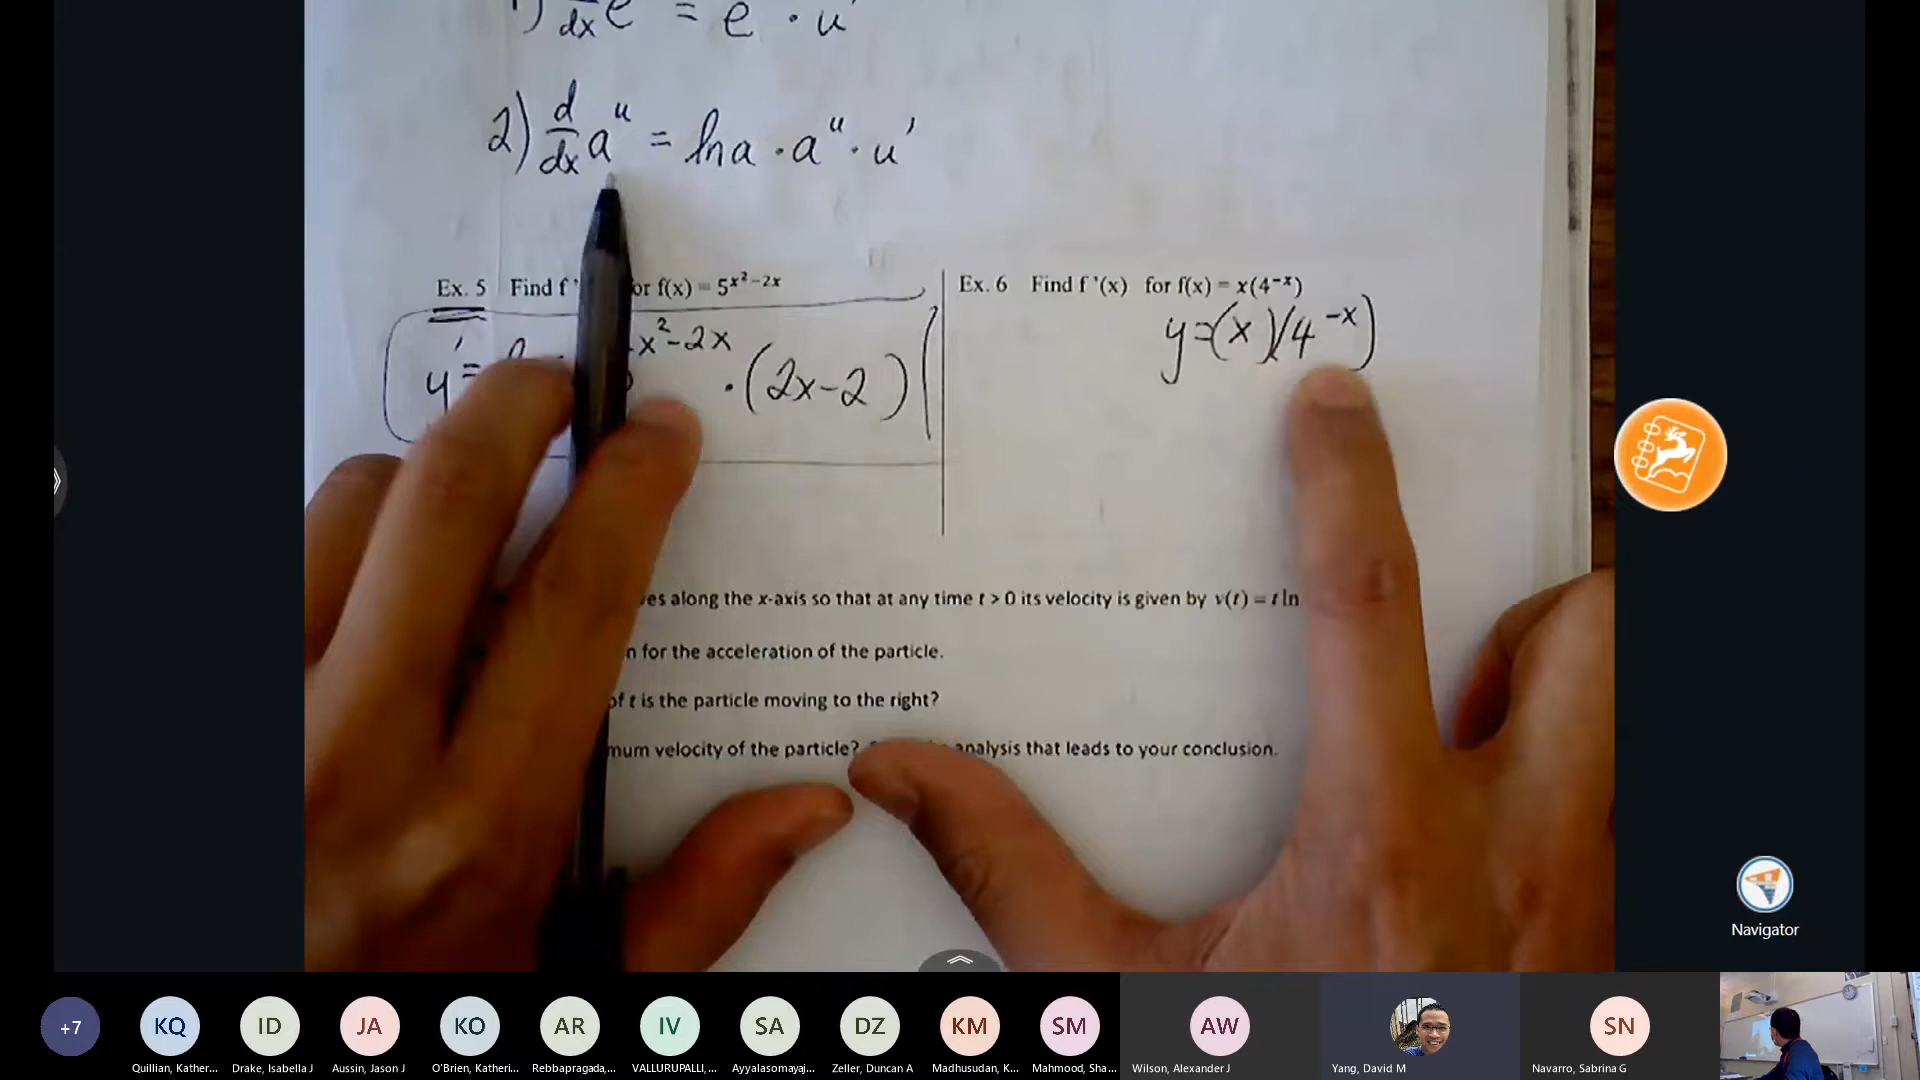 1) d/dx e = e · u'
2) d/dx a^u = ln a · a^u · u'
Ex. 5 Find f ' for f(x) = 5^x²−2x
Ex. 6 Find f '(x) for f(x) = x(4^−x)
y' = x²−2x · (2x−2)
y=(x)(4^−x)
along the x-axis so that at any time t > 0 its velocity is given by v(t) = t ln
for the acceleration of the particle.
of t is the particle moving to the right?
velocity of the particle? analysis that leads to your conclusion.
Navigator
+7
KQ
ID
JA
KO
AR
IV
SA
DZ
KM
SM
AW
SN
Quillian, Kather...
Drake, Isabella J
Aussin, Jason J
O'Brien, Katheri...
Rebbapragada,...
VALLURUPALLI,...
Ayyalasomayaj...
Zeller, Duncan A
Madhusudan, K...
Mahmood, Sha...
Wilson, Alexander J
Yang, David M
Navarro, Sabrina G